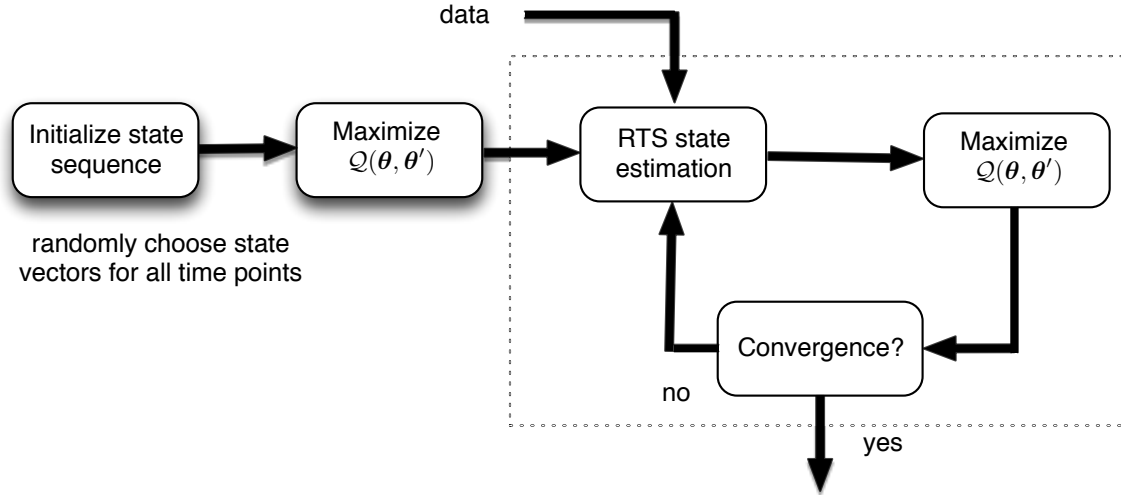 data
Initialize state
sequence
Maximize
𝒬(𝜽, 𝜽′)
RTS state
estimation
Maximize
𝒬(𝜽, 𝜽′)
randomly choose state
vectors for all time points
Convergence?
no
yes